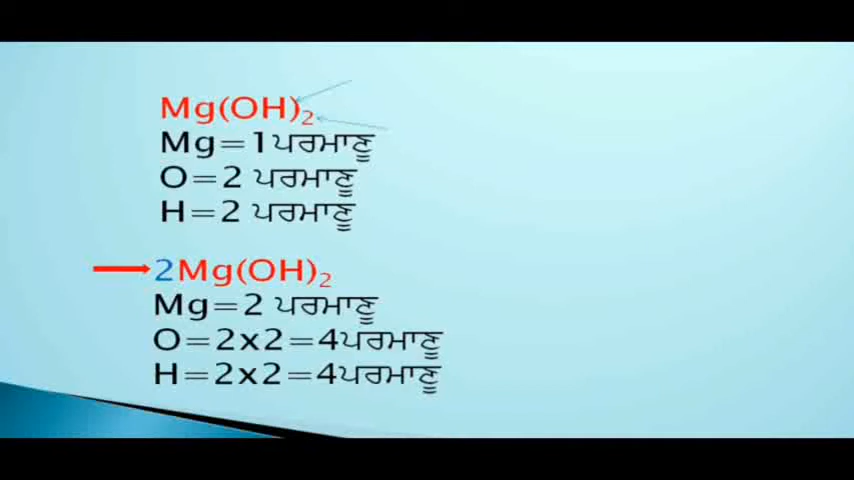 Mg(OH)₂
Mg=1ਪਰਮਾਣੂ
O=2 ਪਰਮਾਣੂ
H=2 ਪਰਮਾਣੂ
2Mg(OH)₂
Mg=2 ਪਰਮਾਣੂ
O=2x2=4ਪਰਮਾਣੂ
H=2x2=4ਪਰਮਾਣੂ